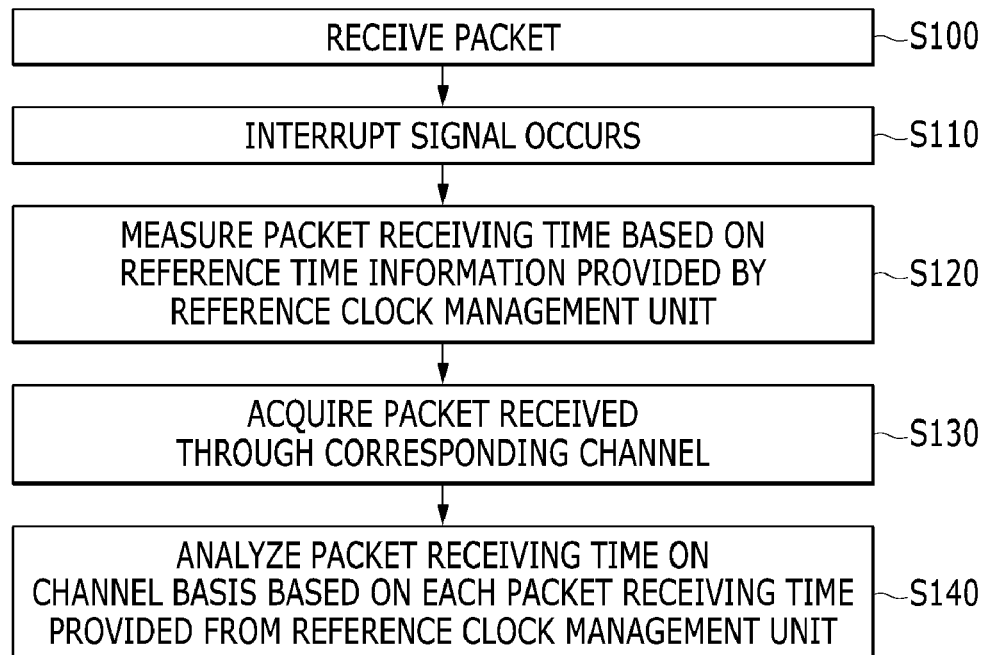 RECEIVE PACKET
S100
INTERRUPT SIGNAL OCCURS
S110
MEASURE PACKET RECEIVING TIME BASED ON
REFERENCE TIME INFORMATION PROVIDED BY
REFERENCE CLOCK MANAGEMENT UNIT
S120
ACQUIRE PACKET RECEIVED
THROUGH CORRESPONDING CHANNEL
S130
ANALYZE PACKET RECEIVING TIME ON
CHANNEL BASIS BASED ON EACH PACKET RECEIVING TIME
PROVIDED FROM REFERENCE CLOCK MANAGEMENT UNIT
S140